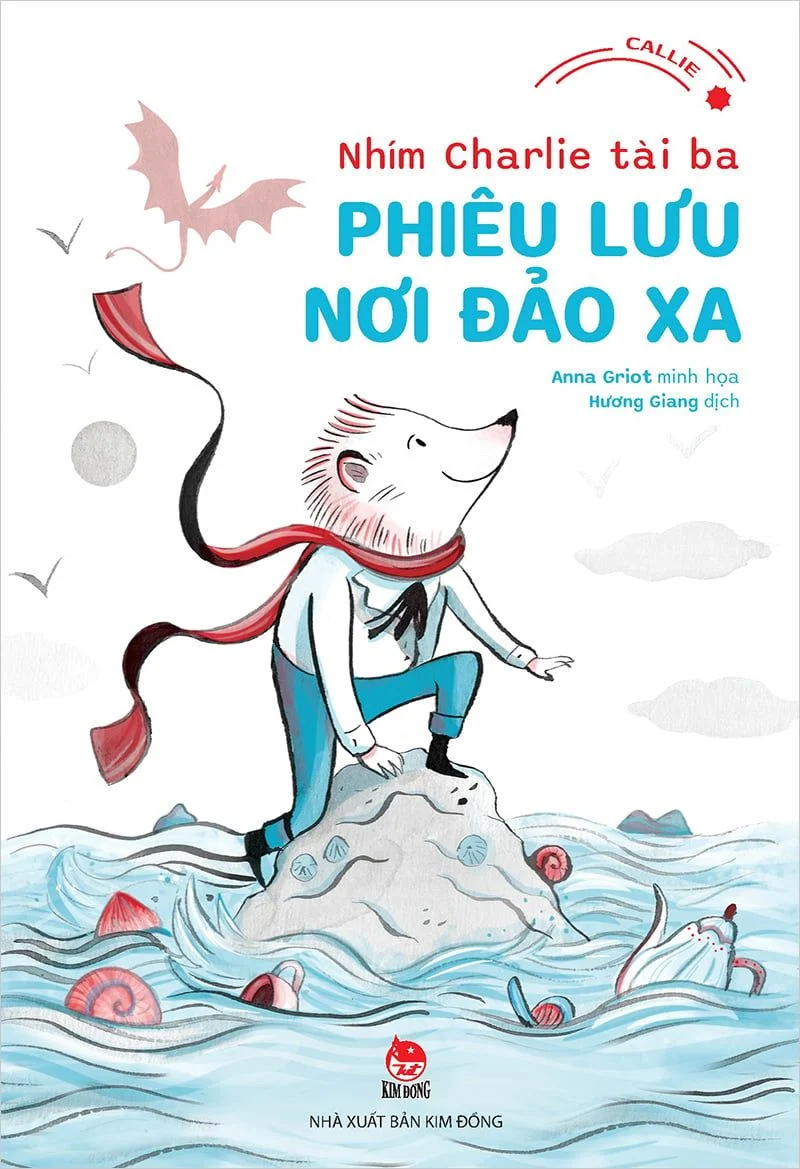 CALLIE
Nhím Charlie tài ba
PHIÊU LƯU
NƠI ĐẢO XA
Anna Griot minh họa
Hương Giang dịch
KIM ĐỒNG
NHÀ XUẤT BẢN KIM ĐỒNG